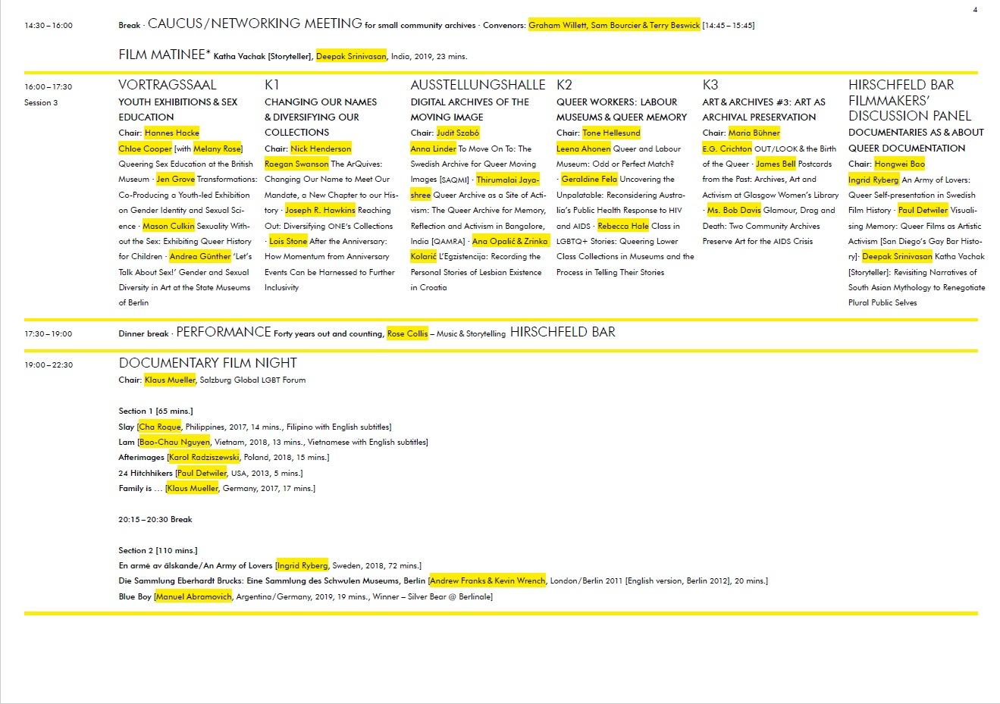 4
14:30 – 16:00
Break · CAUCUS/NETWORKING MEETING for small community archives · Convenors: Graham Willett, Sam Bourcier & Terry Beswick [14:45 – 15:45]
FILM MATINEE* Katha Vachak [Storyteller], Deepak Srinivasan, India, 2019, 23 mins.
16:00 – 17:30
Session 3
VORTRAGSSAAL
YOUTH EXHIBITIONS & SEX
EDUCATION
Chair: Hannes Hacke
Chloe Cooper [with Melany Rose]
Queering Sex Education at the British
Museum · Jen Grove Transformations:
Co-Producing a Youth-led Exhibition
on Gender Identity and Sexual Sci-
ence · Mason Culkin Sexuality With-
out the Sex: Exhibiting Queer History
for Children · Andrea Günther ‘Let’s
Talk About Sex!’ Gender and Sexual
Diversity in Art at the State Museums
of Berlin
K1
CHANGING OUR NAMES
& DIVERSIFYING OUR
COLLECTIONS
Chair: Nick Henderson
Raegan Swanson The ArQuives:
Changing Our Name to Meet Our
Mandate, a New Chapter to our His-
tory · Joseph R. Hawkins Reaching
Out: Diversifying ONE’s Collections
· Lois Stone After the Anniversary:
How Momentum from Anniversary
Events Can be Harnessed to Further
Inclusivity
AUSSTELLUNGSHALLE
DIGITAL ARCHIVES OF THE
MOVING IMAGE
Chair: Judit Szabó
Anna Linder To Move On To: The
Swedish Archive for Queer Moving
Images [SAQMI] · Thirumalai Jaya-
shree Queer Archive as a Site of Acti-
vism: The Queer Archive for Memory,
Reflection and Activism in Bangalore,
India [QAMRA] · Ana Opalić & Zrinka
Kolarić L’Egzistencija: Recording the
Personal Stories of Lesbian Existence
in Croatia
K2
QUEER WORKERS: LABOUR
MUSEUMS & QUEER MEMORY
Chair: Tone Hellesund
Leena Ahonen Queer and Labour
Museum: Odd or Perfect Match?
· Geraldine Fela Uncovering the
Unpalatable: Reconsidering Austra-
lia’s Public Health Response to HIV
and AIDS · Rebecca Hale Class in
LGBTQ+ Stories: Queering Lower
Class Collections in Museums and the
Process in Telling Their Stories
K3
ART & ARCHIVES #3: ART AS
ARCHIVAL PRESERVATION
Chair: Maria Bühner
E.G. Crichton OUT/LOOK & the Birth
of the Queer · James Bell Postcards
from the Past: Archives, Art and
Activism at Glasgow Women’s Library
· Ms. Bob Davis Glamour, Drag and
Death: Two Community Archives
Preserve Art for the AIDS Crisis
HIRSCHFELD BAR
FILMMAKERS’
DISCUSSION PANEL
DOCUMENTARIES AS & ABOUT
QUEER DOCUMENTATION
Chair: Hongwei Bao
Ingrid Ryberg An Army of Lovers:
Queer Self-presentation in Swedish
Film History · Paul Detwiler Visuali-
sing Memory: Queer Films as Artistic
Activism [San Diego’s Gay Bar Histo-
ry]· Deepak Srinivasan Katha Vachak
[Storyteller]: Revisiting Narratives of
South Asian Mythology to Renegotiate
Plural Public Selves
17:30 – 19:00
Dinner break · PERFORMANCE Forty years out and counting, Rose Collis – Music & Storytelling HIRSCHFELD BAR
19:00 – 22:30
DOCUMENTARY FILM NIGHT
Chair: Klaus Mueller, Salzburg Global LGBT Forum
Section 1 [65 mins.]
Slay [Cha Roque, Philippines, 2017, 14 mins., Filipino with English subtitles]
Lam [Bao-Chau Nguyen, Vietnam, 2018, 13 mins., Vietnamese with English subtitles]
Afterimages [Karol Radziszewski, Poland, 2018, 15 mins.]
24 Hitchhikers [Paul Detwiler, USA, 2013, 5 mins.]
Family is … [Klaus Mueller, Germany, 2017, 17 mins.]
20:15 – 20:30 Break
Section 2 [110 mins.]
En armé av älskande/An Army of Lovers [Ingrid Ryberg, Sweden, 2018, 72 mins.]
Die Sammlung Eberhardt Brucks: Eine Sammlung des Schwulen Museums, Berlin [Andrew Franks & Kevin Wrench, London/Berlin 2011 [English version, Berlin 2012], 20 mins.]
Blue Boy [Manuel Abramovich, Argentina/Germany, 2019, 19 mins., Winner – Silver Bear @ Berlinale]